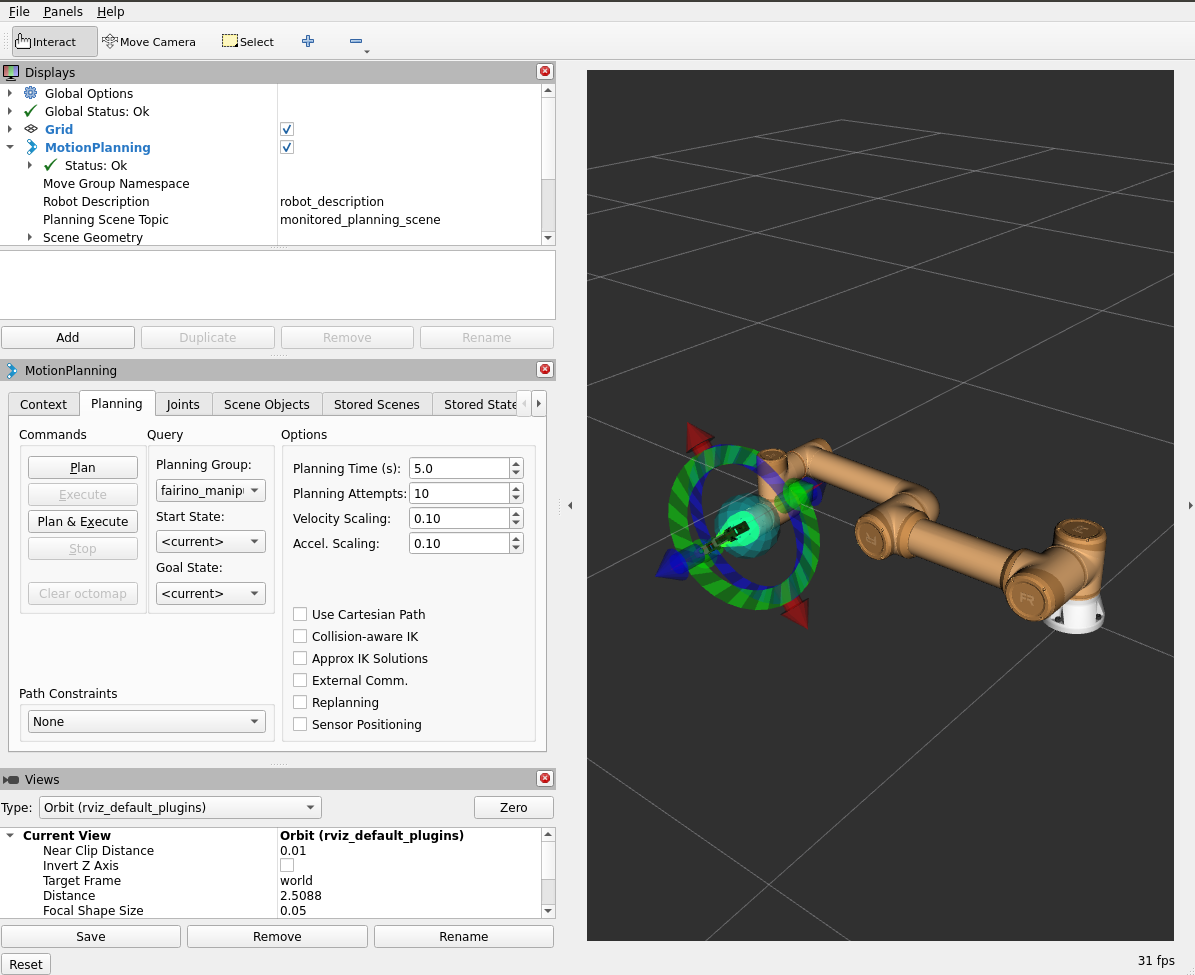 File Panels Help
Interact Move Camera Select
Displays
Global Options
Global Status: Ok
Grid
MotionPlanning
Status: Ok
Move Group Namespace
Robot Description robot_description
Planning Scene Topic monitored_planning_scene
Scene Geometry
Add Duplicate Remove Rename
MotionPlanning
Context Planning Joints Scene Objects Stored Scenes Stored State
Commands Query Options
Plan
Execute
Plan & Execute
Stop
Clear octomap
Planning Group:
fairino_manip
Start State:
<current>
Goal State:
<current>
Planning Time (s): 5.0
Planning Attempts: 10
Velocity Scaling: 0.10
Accel. Scaling: 0.10
Use Cartesian Path
Collision-aware IK
Approx IK Solutions
External Comm.
Replanning
Sensor Positioning
Path Constraints
None
Views
Type: Orbit (rviz_default_plugins) Zero
Current View Orbit (rviz_default_plugins)
Near Clip Distance 0.01
Invert Z Axis
Target Frame world
Distance 2.5088
Focal Shape Size 0.05
Save Remove Rename
Reset
FR
31 fps